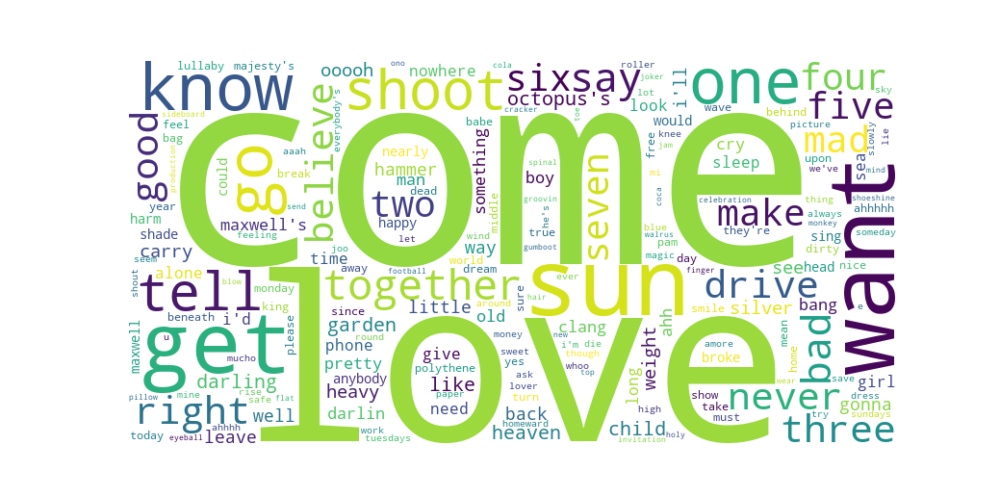 lullaby majesty's
know
ooooh nowhere
shoot
everybody's
ono cola
cracker
sixsay
octopus's
roller
joker
lot
look
i'll
toe
one
wave
four
sky
behind
five
sideboard
feel
bag
good
production
year
harm
shade
carry
aaah
break
could
go
send
maxwell's
feeling
believe
come
nearly
hammer
man
dead
two
happy
let
babe
something
middle
spinal
boy
groovin
he's
true
gumboot
jam
seven
mi
coca
blue
walrus
magic
free
knee
would
cry
sleep
pam
day
celebration
make
they're
picture
mad
upon
we've
thing
always
monkey
sing
dirty
sea
slowly
lie
mind
shoeshine
ahhhhh
someday
want
seem
shout
alone
tell
blow
monday
king
joo
time
away
football
wind
way
world
dream
together
since
little
around
sure
ever
hair
sun
finger
drive
smile
silver
see
head
nice
bang
beneath
i'd
please
maxwell
get
mucho
love
garden
round
phone
pretty
old
money
new
clang
i'm
die
ahh
weight
long
amore
broke
mean
home
bad
e
c
girl
darling
pillow
mine
rise
safe
flat
anybody
heavy
polythene
give
like
paper
sweet
yes
ask
lover
turn
whoo
though
top
show
take
wear
save
dress
right
well
darlin
need
back
homeward
high
must
never
try
gonna
sundays
today
eyeball
ahhhh
leave
work
tuesdays
heaven
child
holy
invitation
three